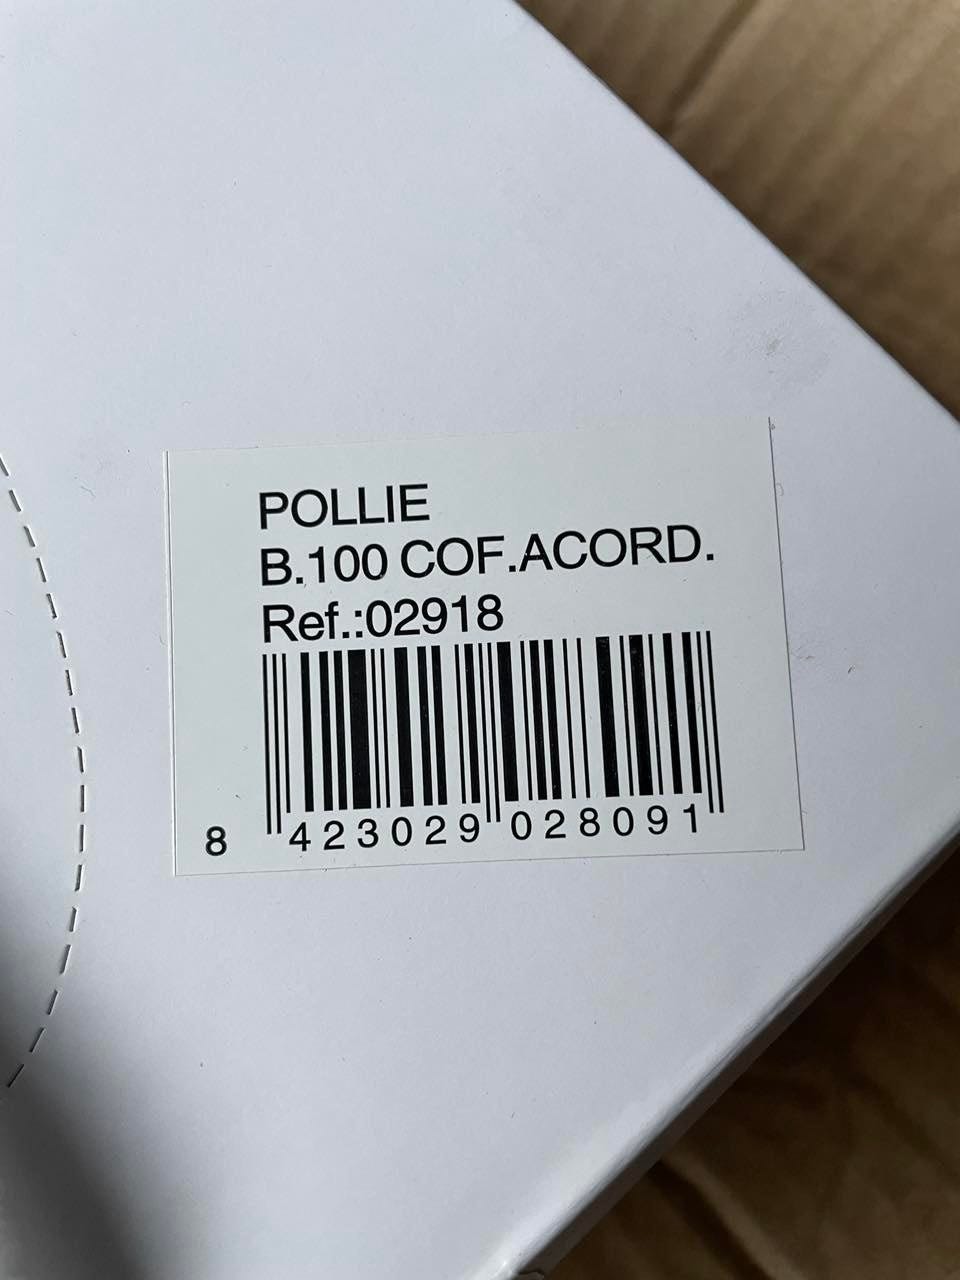 POLLIE
B.100 COF.ACORD.
Ref.:02918
8 423029 028091